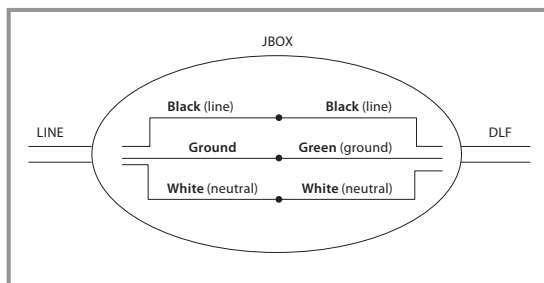 JBOX
Black (line) Black (line)
LINE DLF
Ground Green (ground)
White (neutral) White (neutral)